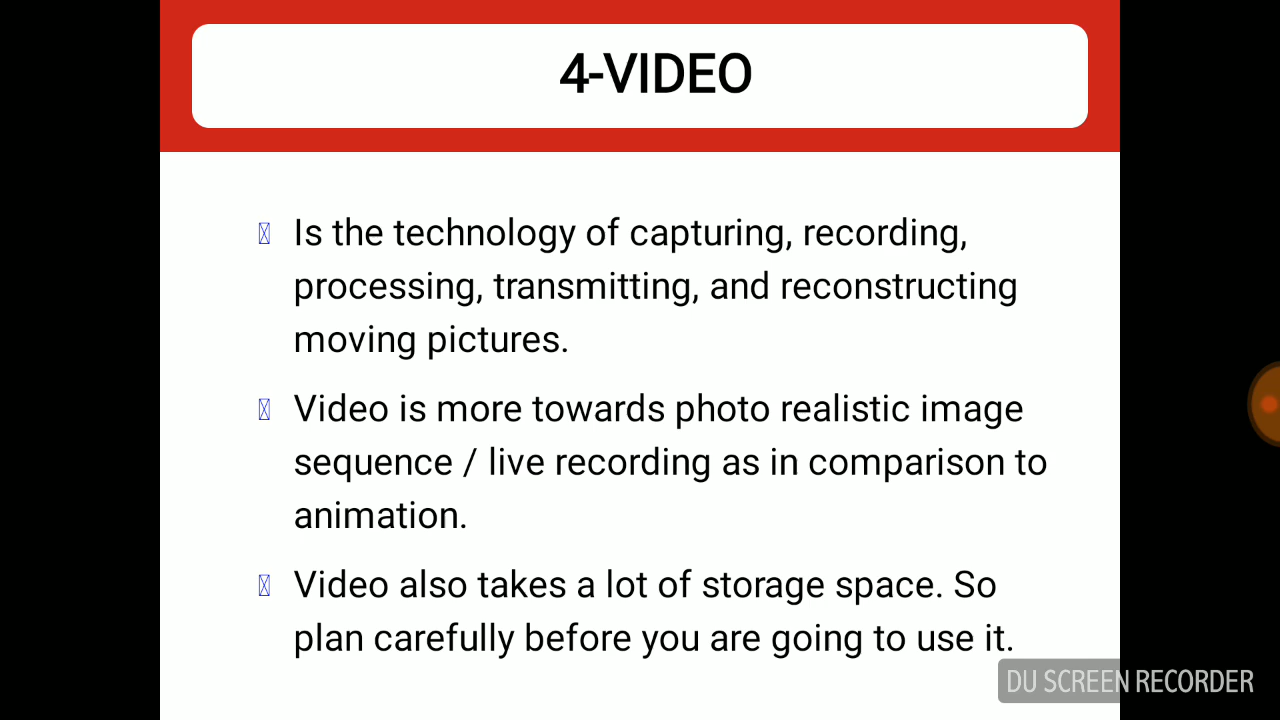 4-VIDEO
Is the technology of capturing, recording,
processing, transmitting, and reconstructing
moving pictures.
Video is more towards photo realistic image
sequence / live recording as in comparison to
animation.
Video also takes a lot of storage space. So
plan carefully before you are going to use it.
DU SCREEN RECORDER